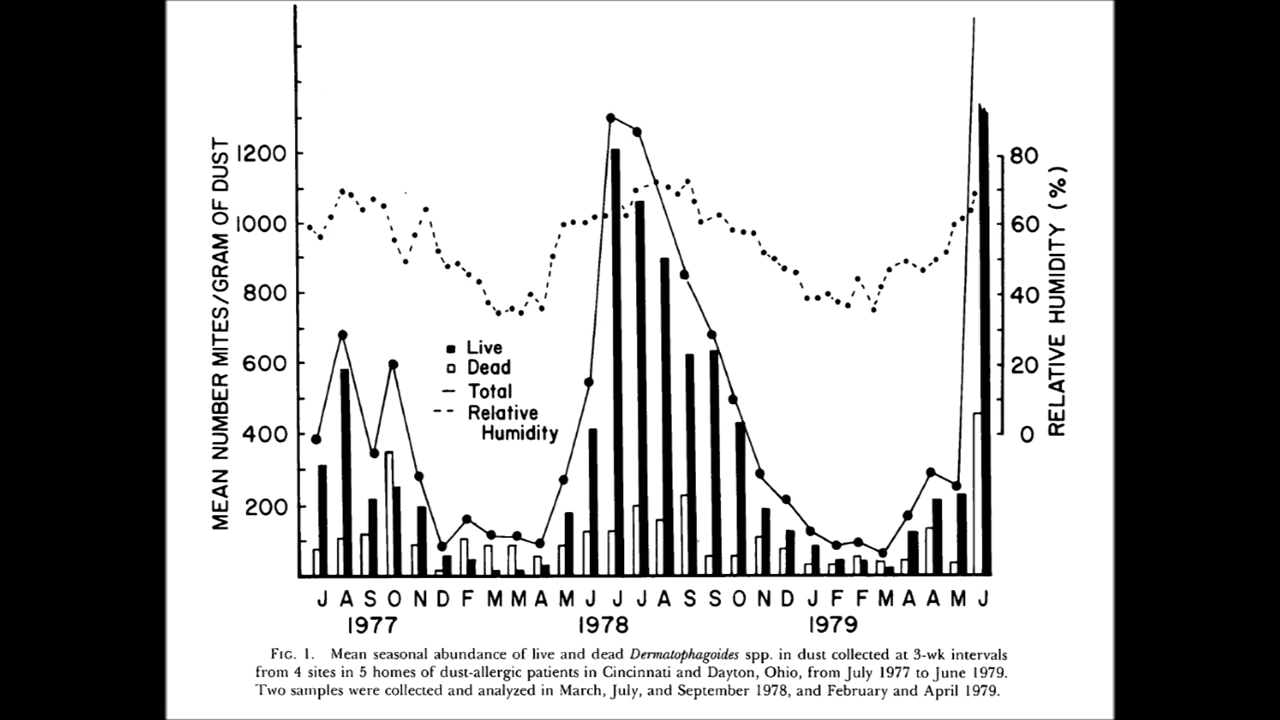 MEAN NUMBER MITES/GRAM OF DUST
1200
1000
800
600
400
200
80
60
40
20
0
RELATIVE HUMIDITY (%)
Live
Dead
Total
Relative
Humidity
J A S O N D F M M A M J J J A S S O N D J F F M A A M J
1977 1978 1979
FIG. 1. Mean seasonal abundance of live and dead Dermatophagoides spp. in dust collected at 3-wk intervals
from 4 sites in 5 homes of dust-allergic patients in Cincinnati and Dayton, Ohio, from July 1977 to June 1979.
Two samples were collected and analyzed in March, July, and September 1978, and February and April 1979.